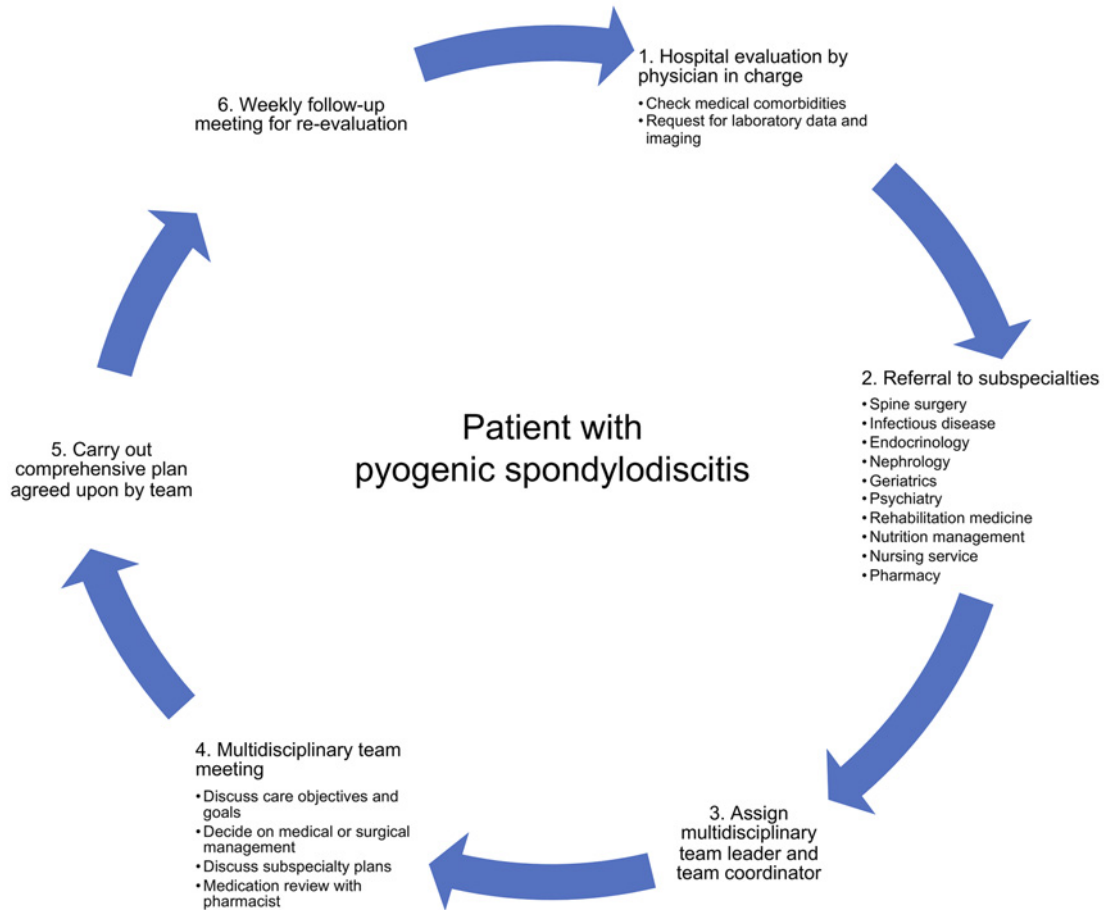 1. Hospital evaluation by
physician in charge
• Check medical comorbidities
• Request for laboratory data and
imaging
2. Referral to subspecialties
• Spine surgery
• Infectious disease
• Endocrinology
• Nephrology
• Geriatrics
• Psychiatry
• Rehabilitation medicine
• Nutrition management
• Nursing service
• Pharmacy
3. Assign
multidisciplinary
team leader and
team coordinator
4. Multidisciplinary team
meeting
• Discuss care objectives and
goals
• Decide on medical or surgical
management
• Discuss subspecialty plans
• Medication review with
pharmacist
5. Carry out
comprehensive plan
agreed upon by team
6. Weekly follow-up
meeting for re-evaluation
Patient with
pyogenic spondylodiscitis